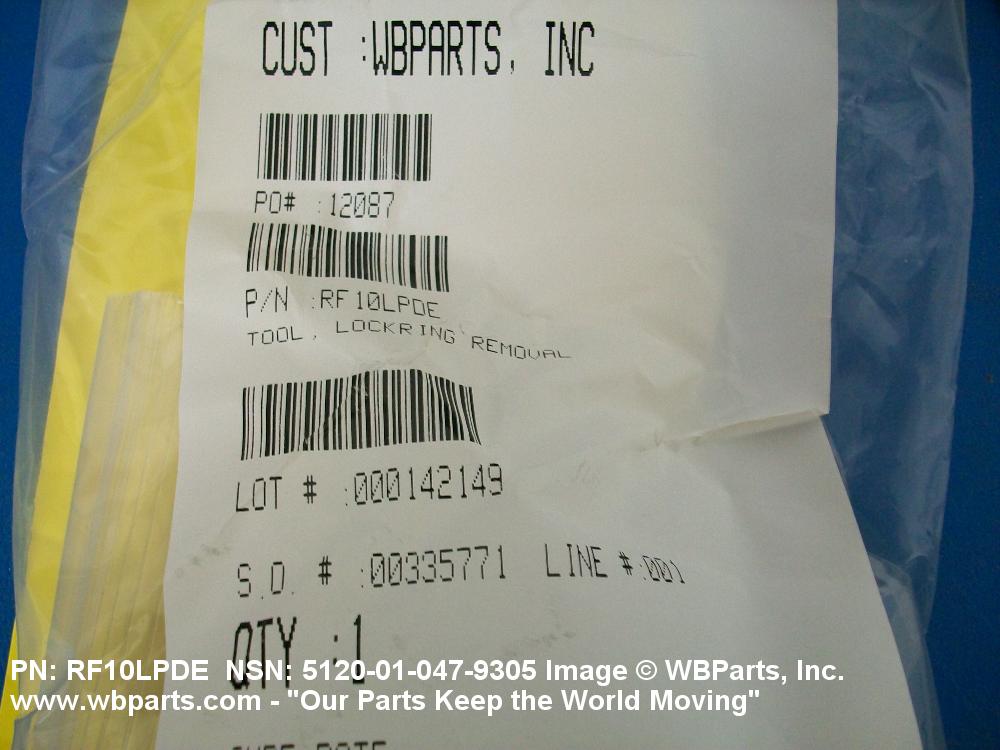 CUST :WBPARTS, INC
PO# :12087
P/N :RF10LPDE
TOOL, LOCKRING REMOVAL
LOT # :000142149
S.O. # :00335771 LINE #:001
QTY :1
PN: RF10LPDE NSN: 5120-01-047-9305 Image © WBParts, Inc.
www.wbparts.com - "Our Parts Keep the World Moving"